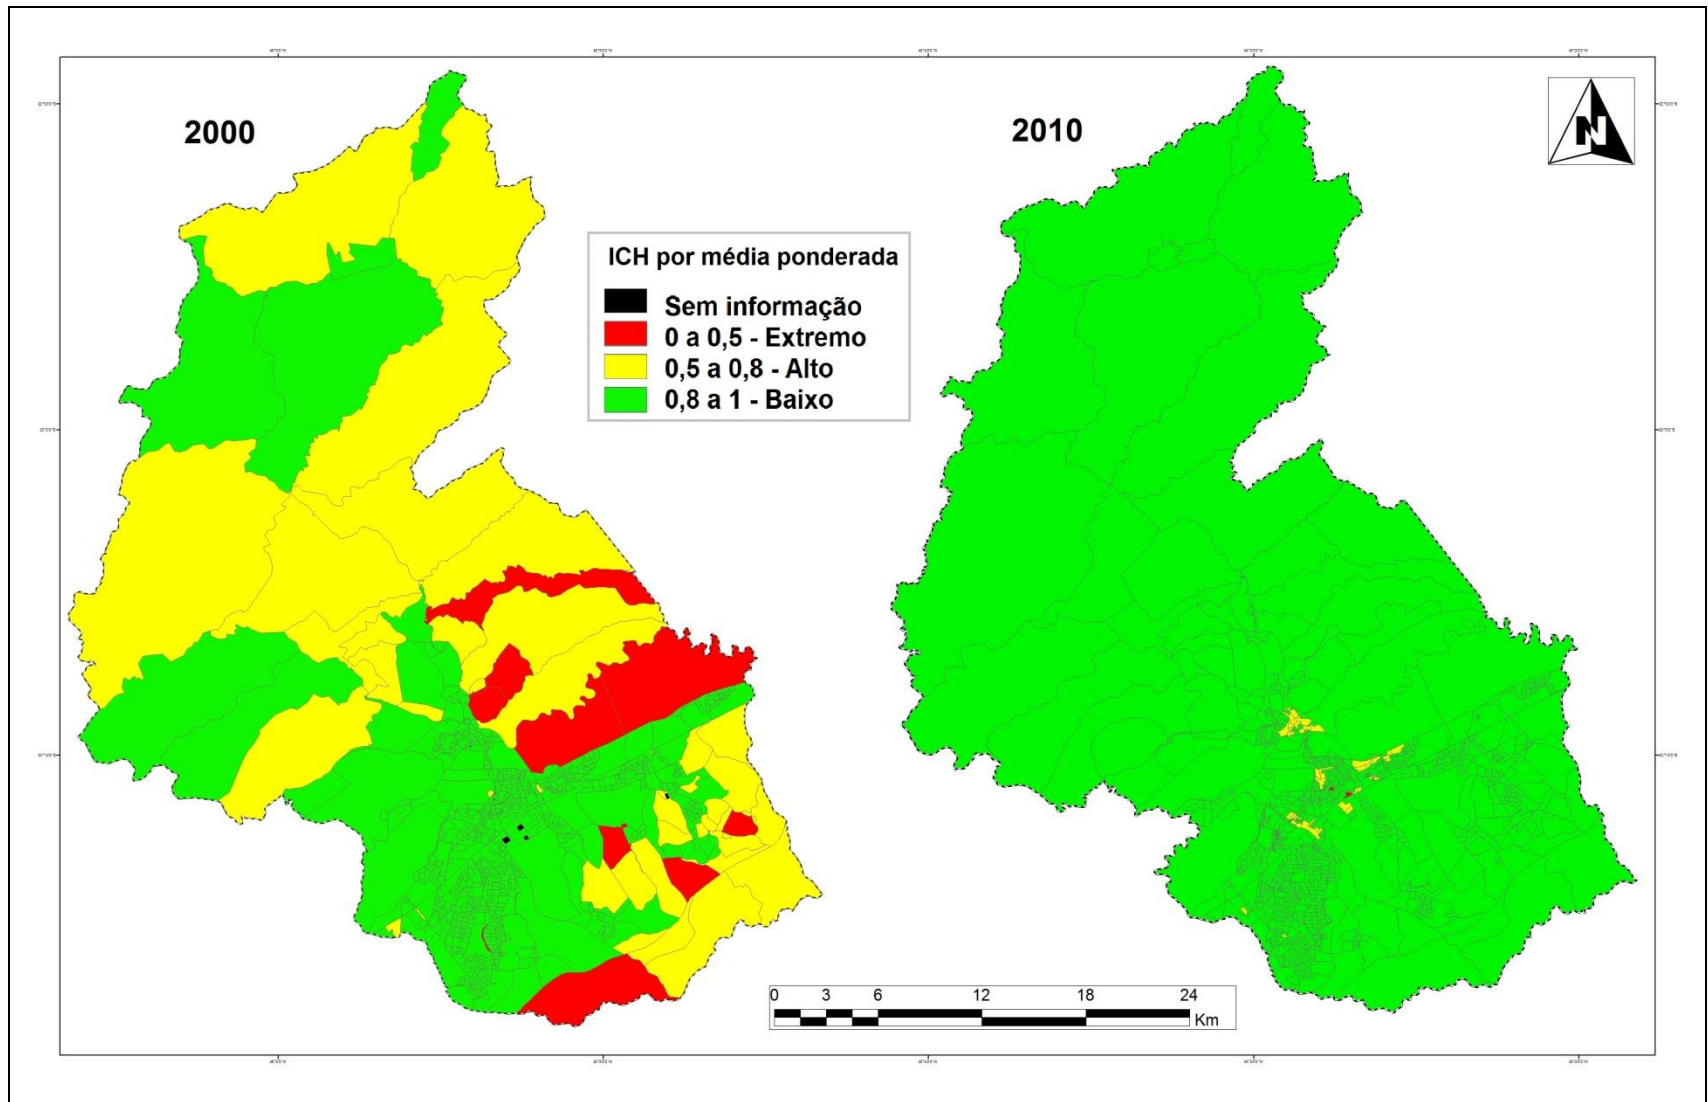 2000
2010
N
ICH por média ponderada
Sem informação
0 a 0,5 - Extremo
0,5 a 0,8 - Alto
0,8 a 1 - Baixo
0 3 6 12 18 24
Km